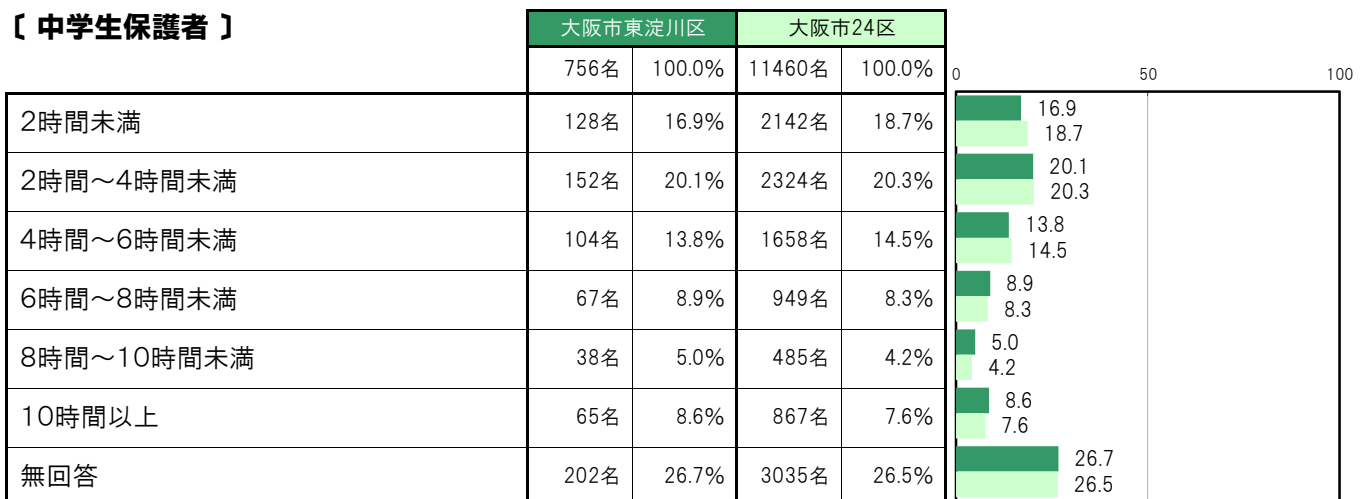 〔 中学生保護者 〕
大阪市東淀川区 大阪市24区
756名 100.0% 11460名 100.0%
0 50 100
2時間未満 128名 16.9% 2142名 18.7%
16.9
18.7
2時間～4時間未満 152名 20.1% 2324名 20.3%
20.1
20.3
4時間～6時間未満 104名 13.8% 1658名 14.5%
13.8
14.5
6時間～8時間未満 67名 8.9% 949名 8.3%
8.9
8.3
8時間～10時間未満 38名 5.0% 485名 4.2%
5.0
4.2
10時間以上 65名 8.6% 867名 7.6%
8.6
7.6
無回答 202名 26.7% 3035名 26.5%
26.7
26.5